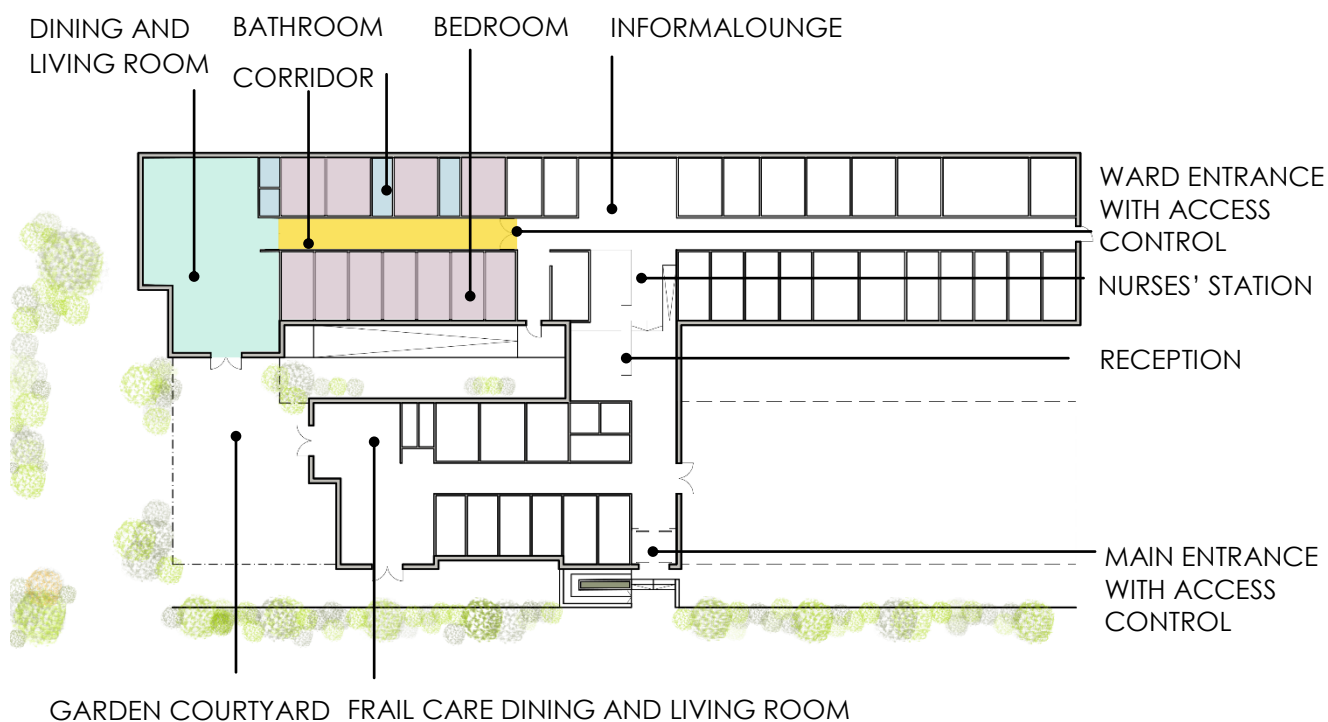 DINING AND
LIVING ROOM
BATHROOM
CORRIDOR
BEDROOM
INFORMALOUNGE
WARD ENTRANCE
WITH ACCESS
CONTROL
NURSES’ STATION
RECEPTION
MAIN ENTRANCE
WITH ACCESS
CONTROL
GARDEN COURTYARD
FRAIL CARE DINING AND LIVING ROOM